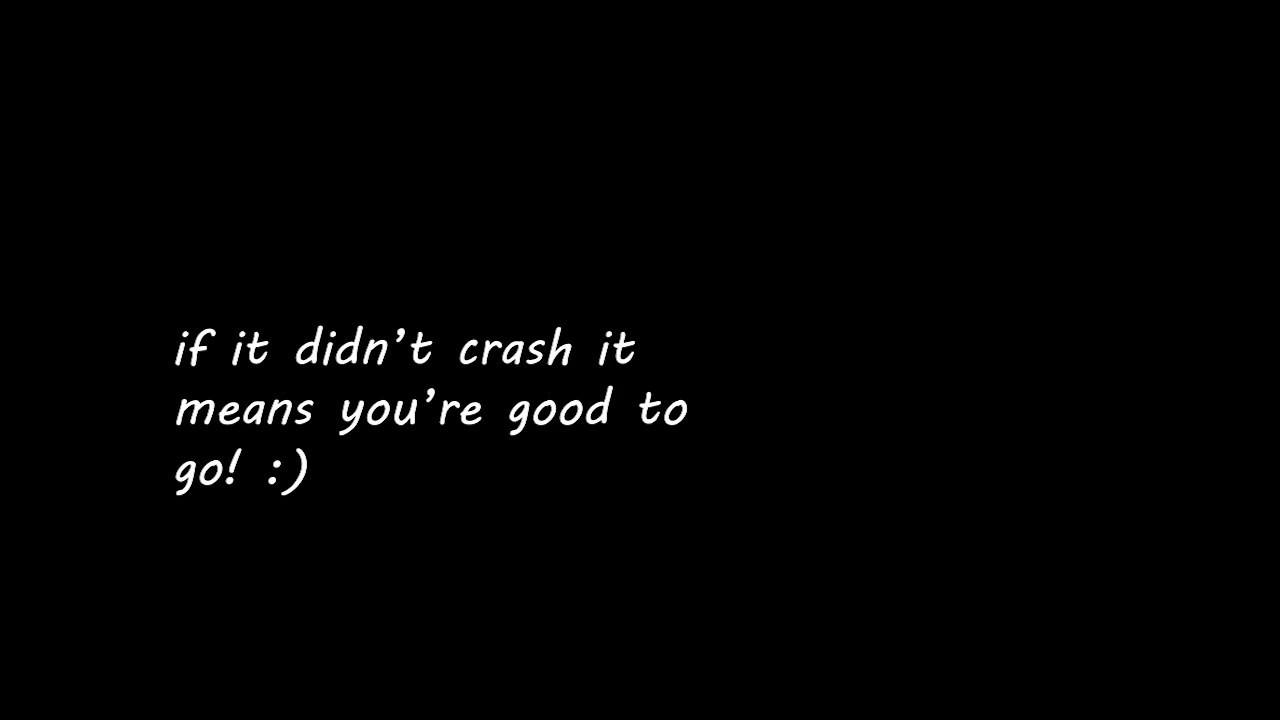 if it didn’t crash it
means you’re good to
go! :)